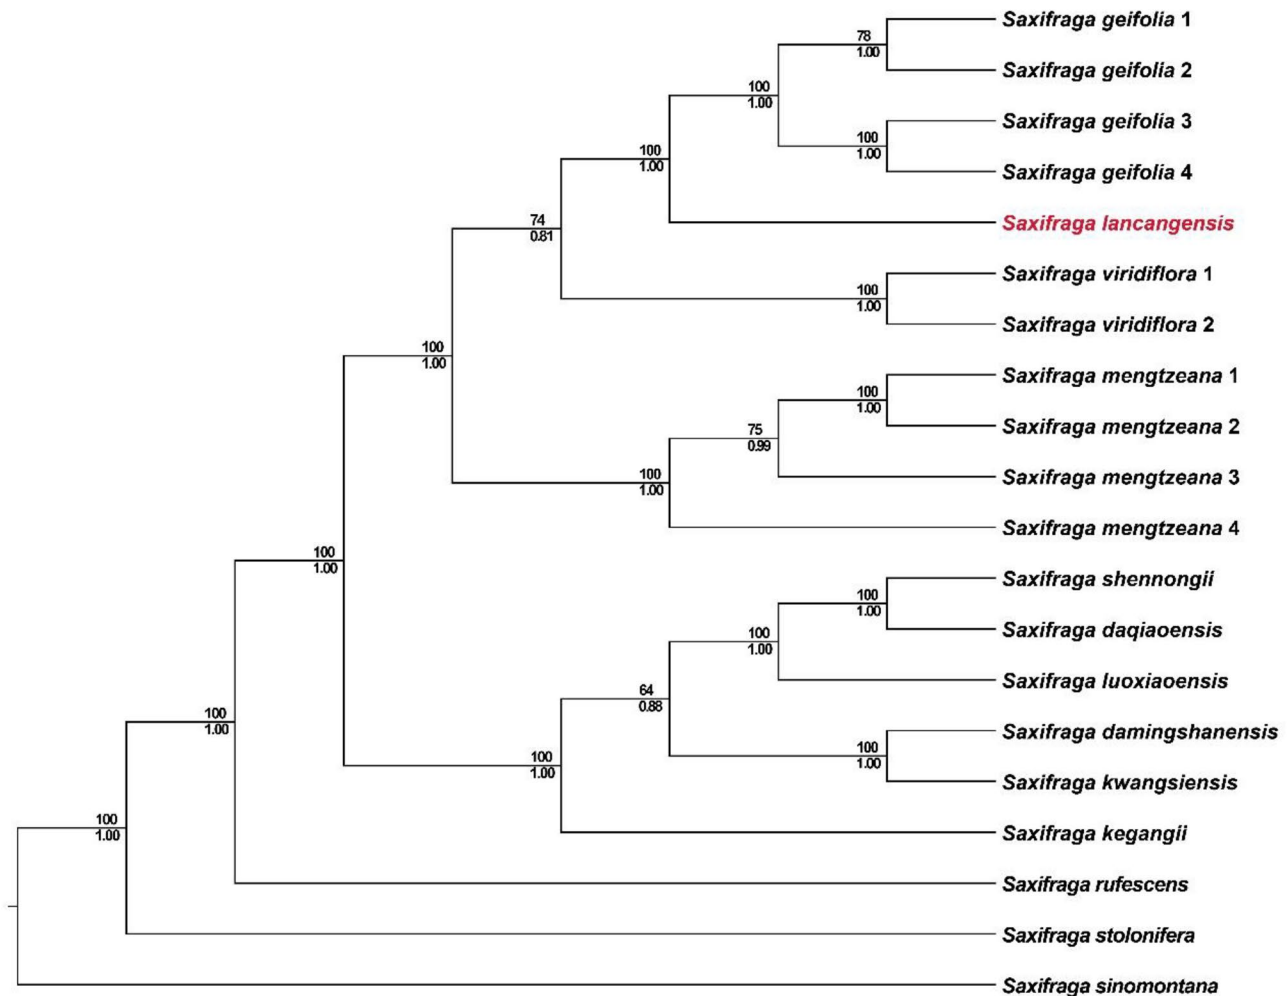 Saxifraga geifolia 1
78
1.00
Saxifraga geifolia 2
100
1.00
Saxifraga geifolia 3
100
1.00
100
1.00
Saxifraga geifolia 4
74
0.81
Saxifraga lancangensis
Saxifraga viridiflora 1
100
1.00
Saxifraga viridiflora 2
100
1.00
Saxifraga mengtzeana 1
100
1.00
Saxifraga mengtzeana 2
75
0.99
Saxifraga mengtzeana 3
100
1.00
Saxifraga mengtzeana 4
100
1.00
Saxifraga shennongii
100
1.00
Saxifraga daqiaoensis
100
1.00
Saxifraga luoxiaoensis
64
0.88
100
1.00
Saxifraga damingshanensis
100
1.00
100
1.00
Saxifraga kwangsiensis
100
1.00
Saxifraga kegangii
Saxifraga rufescens
Saxifraga stolonifera
Saxifraga sinomontana